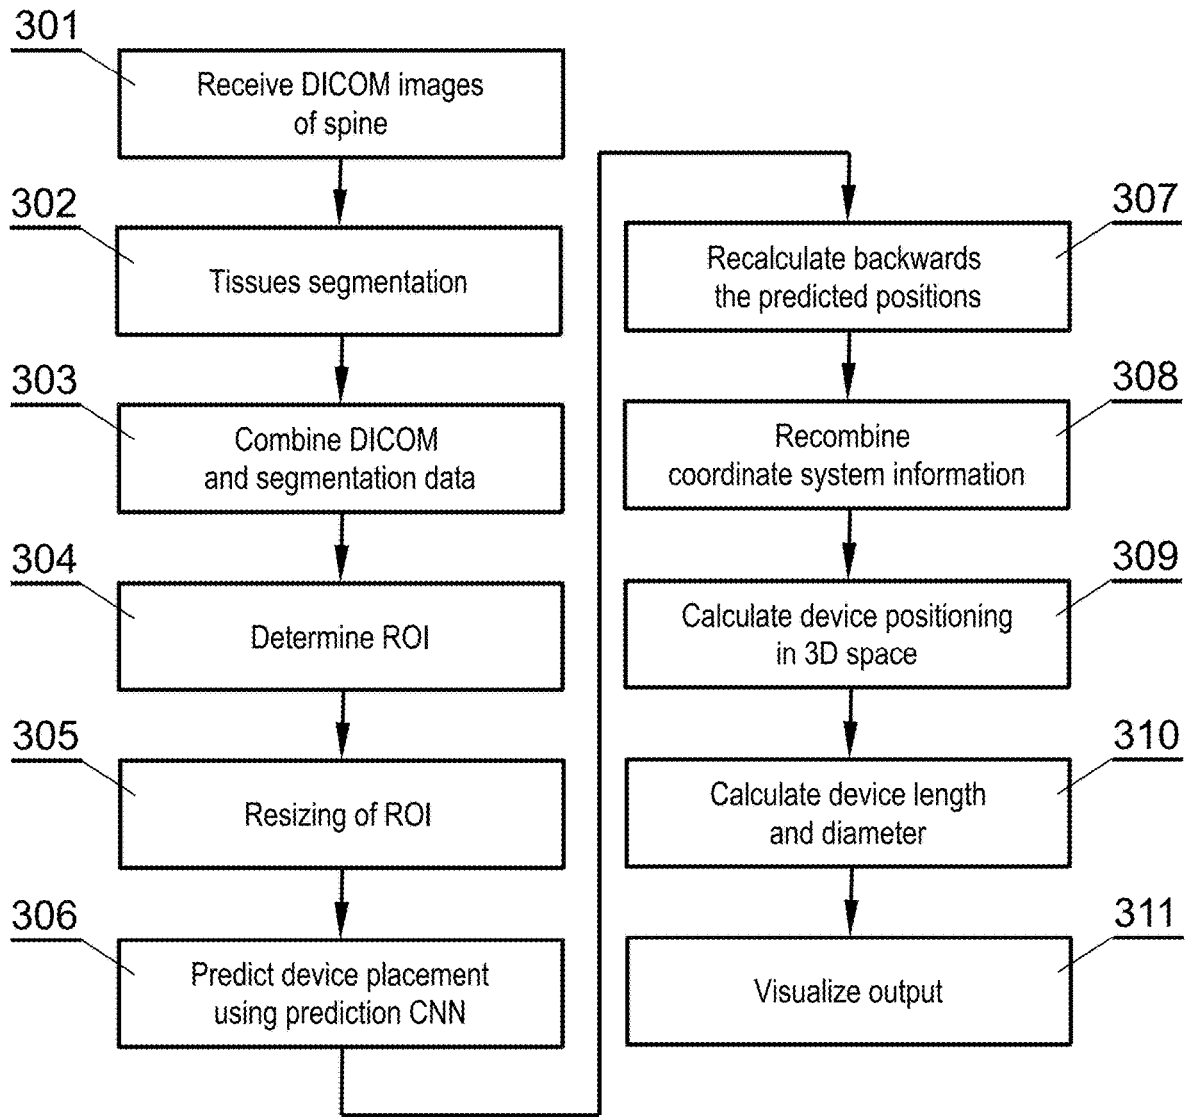 301
Receive DICOM images
of spine
302
Tissues segmentation
303
Combine DICOM
and segmentation data
304
Determine ROI
305
Resizing of ROI
306
Predict device placement
using prediction CNN
307
Recalculate backwards
the predicted positions
308
Recombine
coordinate system information
309
Calculate device positioning
in 3D space
310
Calculate device length
and diameter
311
Visualize output